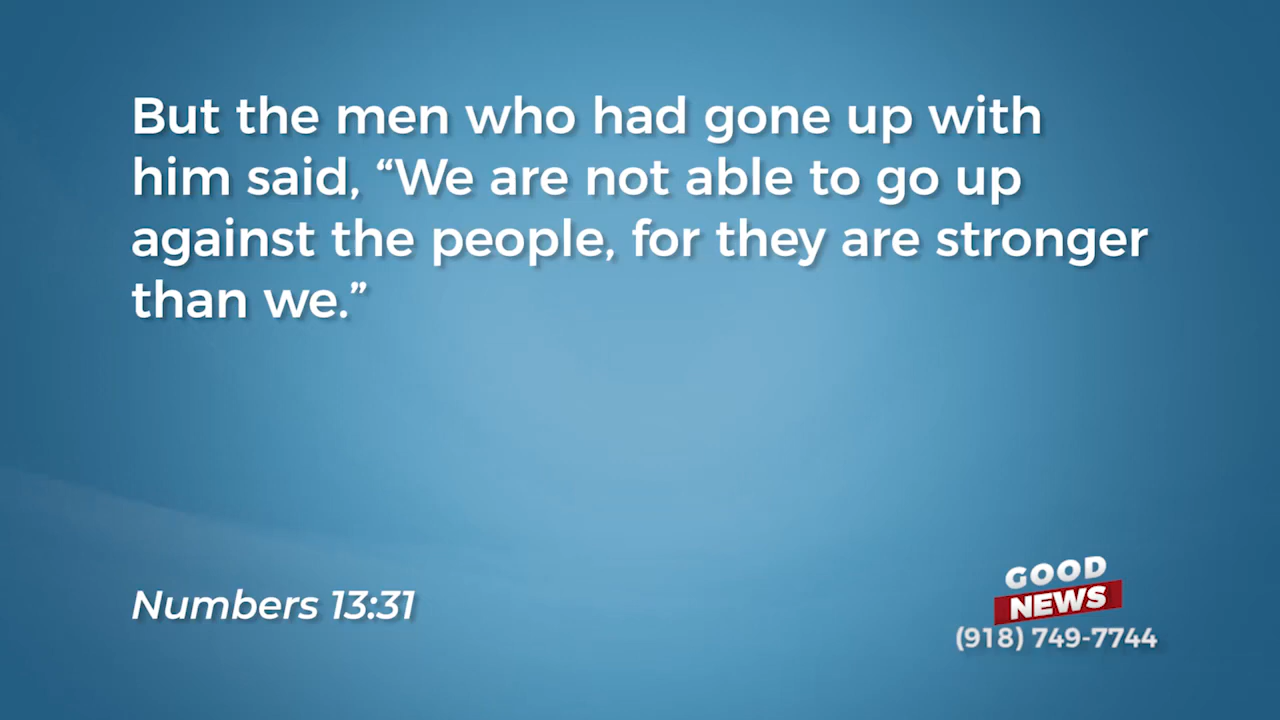 But the men who had gone up with
him said, “We are not able to go up
against the people, for they are stronger
than we.”
Numbers 13:31
GOOD
NEWS
(918) 749-7744